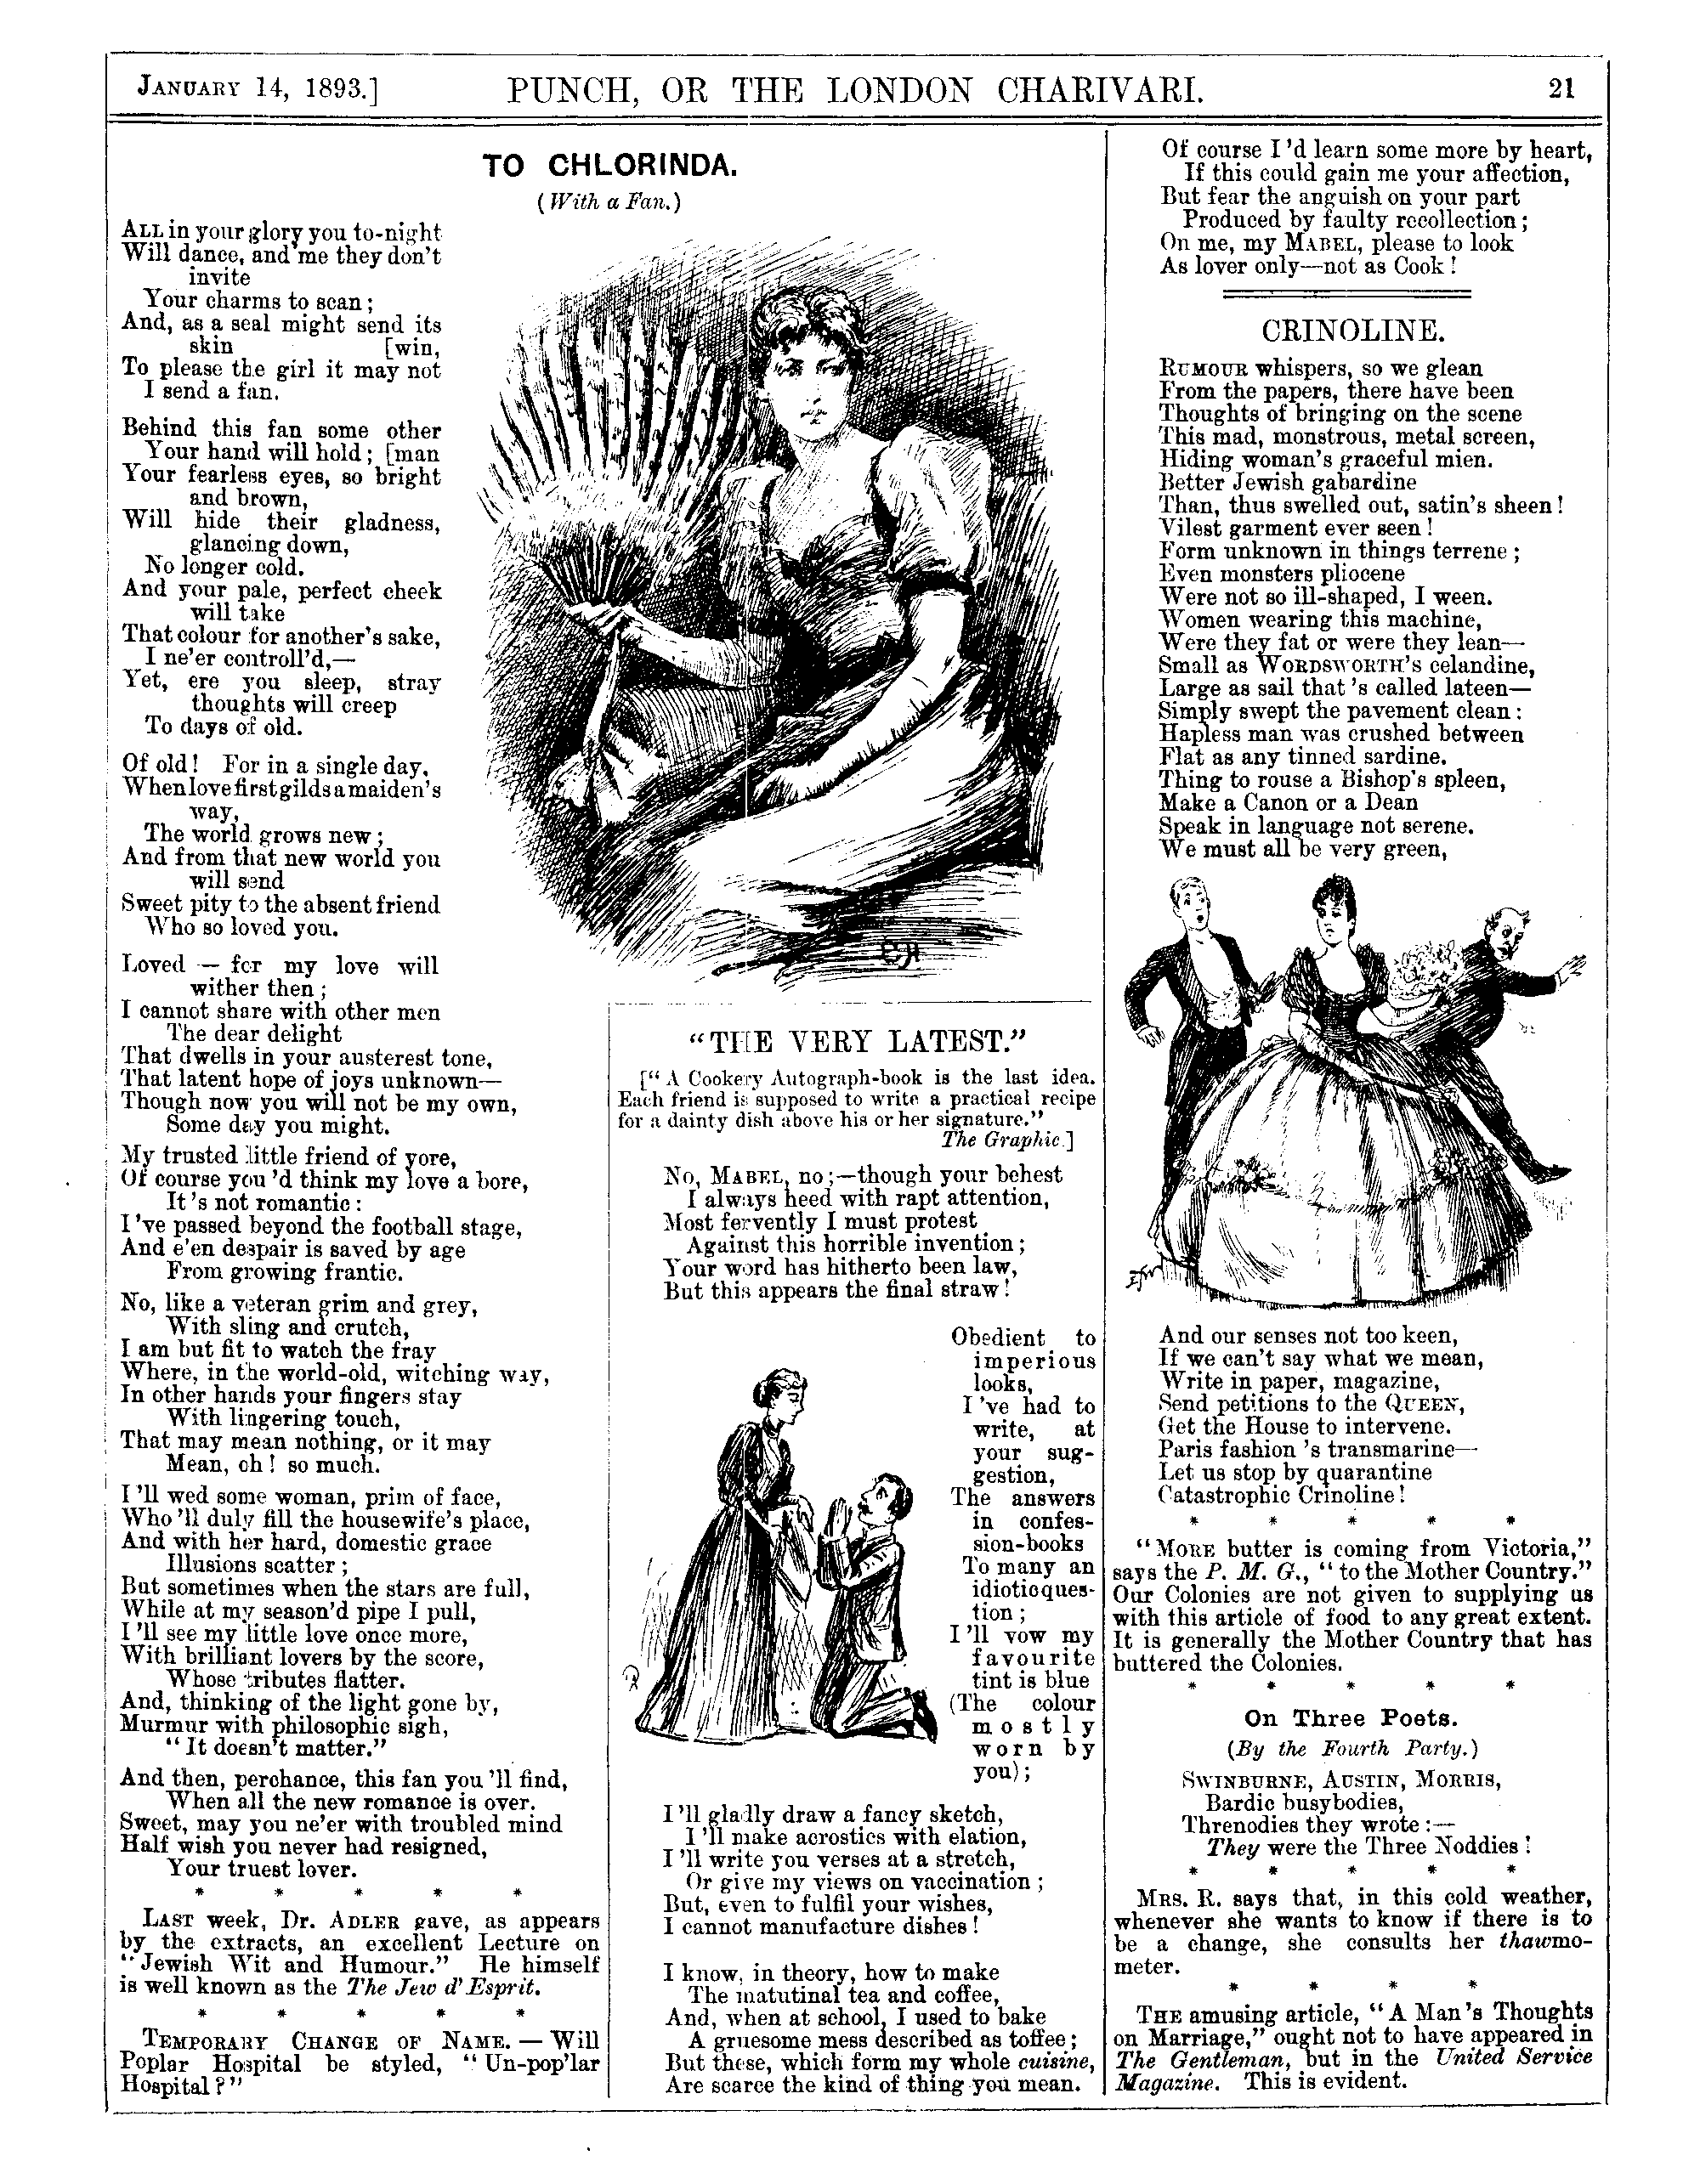 JANUARY 14, 1893.]
PUNCH, OR THE LONDON CHARIVARI.
21
TO CHLORINDA.
(With a Fan.)
ALL in your glory you to-night
Will dance, and me they don't
invite
Your charms to scan;
And, as a seal might send its
skin [win,
To please the girl it may not
I send a fan.
Behind this fan some other
Your hand will hold; [man
Your fearless eyes, so bright
and brown,
Will hide their gladness,
glancing down,
No longer cold.
And your pale, perfect cheek
will take
That colour for another's sake,
I ne'er controll'd,—
Yet, ere you sleep, stray
thoughts will creep
To days of old.
Of old! For in a single day,
When love first gilds a maiden's
way,
The world grows new;
And from that new world you
will send
Sweet pity to the absent friend
Who so loved you.
Loved — for my love will
wither then;
I cannot share with other men
The dear delight
That dwells in your austerest tone,
That latent hope of joys unknown—
Though now you will not be my own,
Some day you might.
My trusted little friend of yore,
Of course you'd think my love a bore,
It's not romantic:
I've passed beyond the football stage,
And e'en despair is saved by age
From growing frantic.
No, like a veteran grim and grey,
With sling and crutch,
I am but fit to watch the fray
Where, in the world-old, witching way,
In other hands your fingers stay
With lingering touch,
That may mean nothing, or it may
Mean, oh! so much.
I'll wed some woman, prim of face,
Who'll duly fill the housewife's place,
And with her hard, domestic grace
Illusions scatter;
But sometimes when the stars are full,
While at my season'd pipe I pull,
I'll see my little love once more,
With brilliant lovers by the score,
Whose tributes flatter.
And, thinking of the light gone by,
Murmur with philosophic sigh,
"It doesn't matter."
And then, perchance, this fan you'll find,
When all the new romance is over.
Sweet, may you ne'er with troubled mind
Half wish you never had resigned,
Your truest lover.
* * * * *
LAST week, Dr. ADLER gave, as appears
by the extracts, an excellent Lecture on
"Jewish Wit and Humour." He himself
is well known as the The Jew d'Esprit.
* * * * *
TEMPORARY CHANGE OF NAME.—Will
Poplar Hospital be styled, "Un-pop'lar
Hospital?"
"THE VERY LATEST."
["A Cookery Autograph-book is the last idea.
Each friend is supposed to write a practical recipe
for a dainty dish above his or her signature."
The Graphic.]
No, MABEL, no;—though your behest
I always heed with rapt attention,
Most fervently I must protest
Against this horrible invention;
Your word has hitherto been law,
But this appears the final straw!
Obedient to
imperious
looks,
I've had to
write, at
your sug-
gestion,
The answers
in confes-
sion-books
To many an
idiotic ques-
tion;
I'll vow my
favourite
tint is blue
(The colour
mostly
worn by
you);
I'll gladly draw a fancy sketch,
I'll make acrostics with elation,
I'll write you verses at a stretch,
Or give my views on vaccination;
But, even to fulfil your wishes,
I cannot manufacture dishes!
I know, in theory, how to make
The matutinal tea and coffee,
And, when at school, I used to bake
A gruesome mess described as toffee;
But these, which form my whole cuisine,
Are scarce the kind of thing you mean.
Of course I'd learn some more by heart,
If this could gain me your affection,
But fear the anguish on your part
Produced by faulty recollection;
On me, my MABEL, please to look
As lover only—not as Cook!
CRINOLINE.
RUMOUR whispers, so we glean
From the papers, there have been
Thoughts of bringing on the scene
This mad, monstrous, metal screen,
Hiding woman's graceful mien.
Better Jewish gabardine
Than, thus swelled out, satin's sheen!
Vilest garment ever seen!
Form unknown in things terrene;
Even monsters pliocene
Were not so ill-shaped, I ween.
Women wearing this machine,
Were they fat or were they lean—
Small as WORDSWORTH's celandine,
Large as sail that's called lateen—
Simply swept the pavement clean:
Hapless man was crushed between
Flat as any tinned sardine.
Thing to rouse a Bishop's spleen,
Make a Canon or a Dean
Speak in language not serene.
We must all be very green,
And our senses not too keen,
If we can't say what we mean,
Write in paper, magazine,
Send petitions to the QUEEN,
Get the House to intervene.
Paris fashion's transmarine—
Let us stop by quarantine
Catastrophic Crinoline!
* * * * *
"MORE butter is coming from Victoria,"
says the P. M. G., "to the Mother Country."
Our Colonies are not given to supplying us
with this article of food to any great extent.
It is generally the Mother Country that has
buttered the Colonies.
* * * * *
On Three Poets.
(By the Fourth Party.)
SWINBURNE, AUSTIN, MORRIS,
Bardic busybodies,
Threnodies they wrote:—
They were the Three Noddies!
* * * * *
MRS. R. says that, in this cold weather,
whenever she wants to know if there is to
be a change, she consults her thawmo-
meter.
* * * *
THE amusing article, "A Man's Thoughts
on Marriage," ought not to have appeared in
The Gentleman, but in the United Service
Magazine. This is evident.